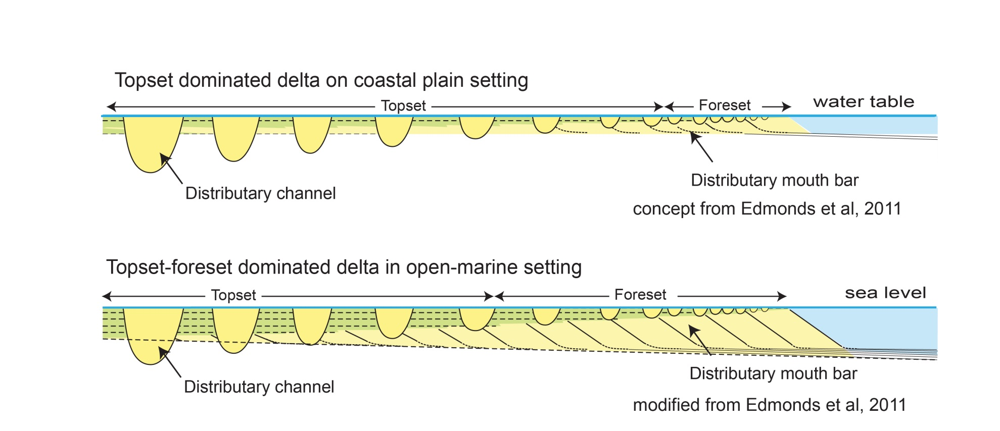 Topset dominated delta on coastal plain setting
Topset
Foreset
water table
Distributary channel
Distributary mouth bar
concept from Edmonds et al, 2011
Topset-foreset dominated delta in open-marine setting
Topset
Foreset
sea level
Distributary channel
Distributary mouth bar
modified from Edmonds et al, 2011